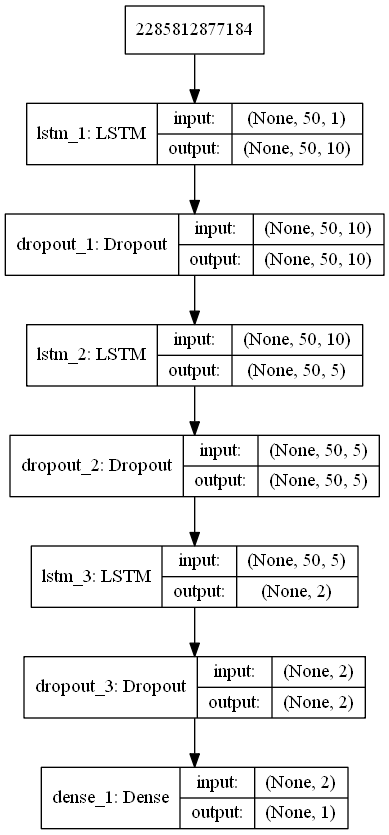 2285812877184
lstm_1: LSTM
input: (None, 50, 1)
output: (None, 50, 10)
dropout_1: Dropout
input: (None, 50, 10)
output: (None, 50, 10)
lstm_2: LSTM
input: (None, 50, 10)
output: (None, 50, 5)
dropout_2: Dropout
input: (None, 50, 5)
output: (None, 50, 5)
lstm_3: LSTM
input: (None, 50, 5)
output: (None, 2)
dropout_3: Dropout
input: (None, 2)
output: (None, 2)
dense_1: Dense
input: (None, 2)
output: (None, 1)